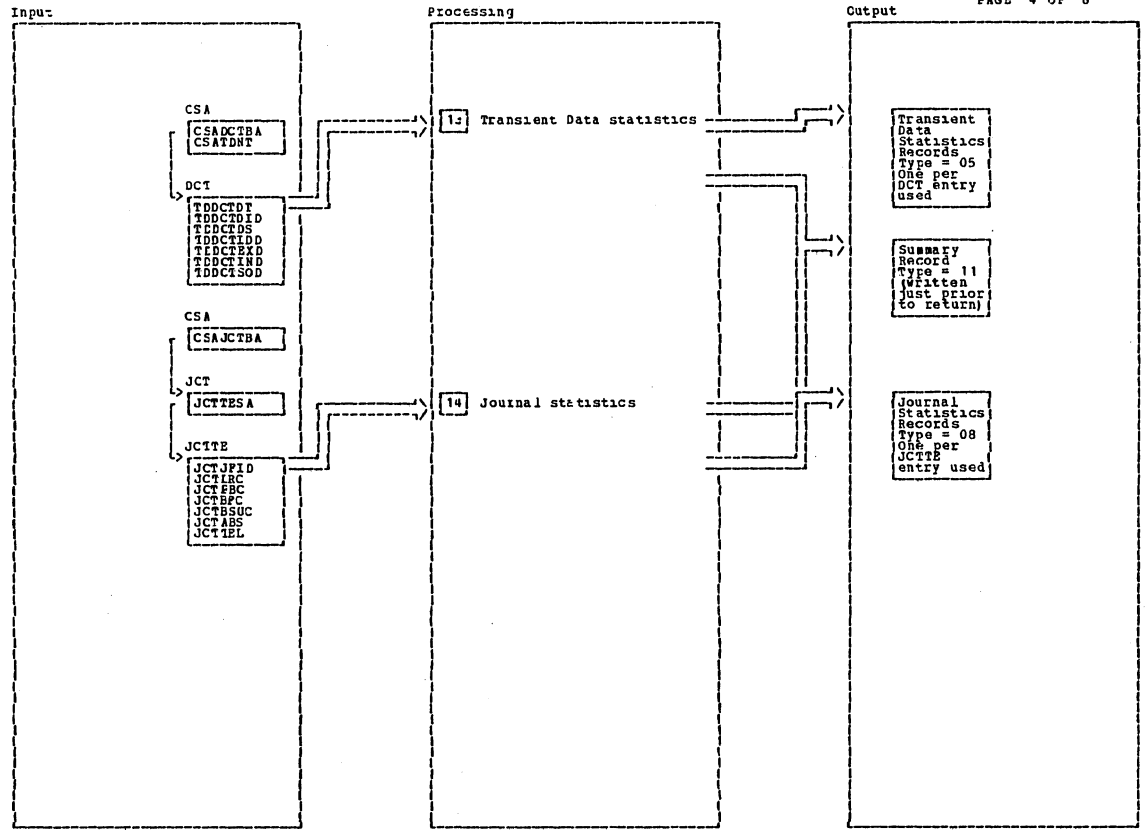 PAGE 4 OF
Input
Processing
Output
CSA
CSADCTBA
CSATDNT
DCT
TDDCTDT
TDDCTDID
TDDCTDS
TDDCTIDD
TDDCTEXD
TDDCTIND
TDDCTSOD
CSA
CSAJCTBA
JCT
JCTTESA
JCTTE
JCTJFID
JCTLRC
JCTPBC
JCTBPC
JCTBSUC
JCTABS
JCTTEL
Transient Data statistics
14 Journal statistics
Transient
Data
Statistics
Records
Type = 05
One per
DCT entry
used
Summary
Record
Type = 11
(written
just prior
to return)
Journal
Statistics
Records
Type = 08
One per
JCTTE
entry used